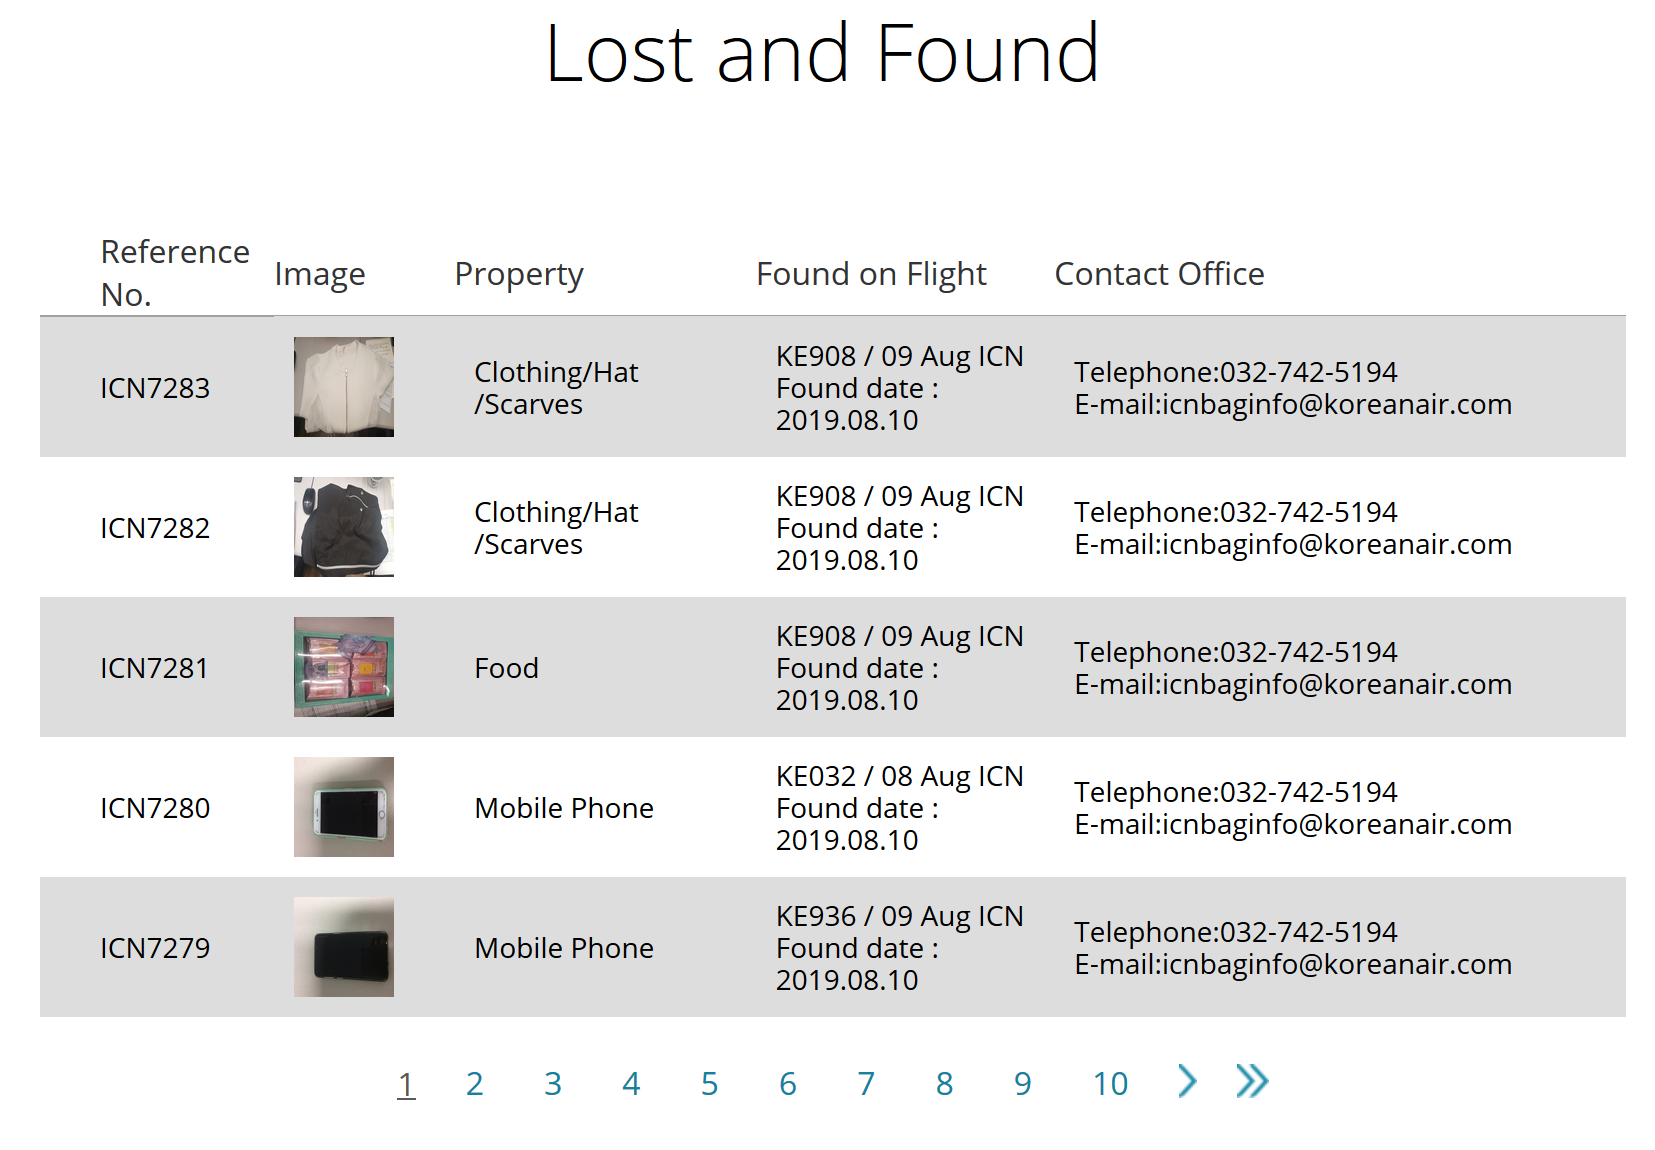 Lost and Found
Reference
No.
Image
Property
Found on Flight
Contact Office
ICN7283
Clothing/Hat
/Scarves
KE908 / 09 Aug ICN
Found date :
2019.08.10
Telephone:032-742-5194
E-mail:icnbaginfo@koreanair.com
ICN7282
Clothing/Hat
/Scarves
KE908 / 09 Aug ICN
Found date :
2019.08.10
Telephone:032-742-5194
E-mail:icnbaginfo@koreanair.com
ICN7281
Food
KE908 / 09 Aug ICN
Found date :
2019.08.10
Telephone:032-742-5194
E-mail:icnbaginfo@koreanair.com
ICN7280
Mobile Phone
KE032 / 08 Aug ICN
Found date :
2019.08.10
Telephone:032-742-5194
E-mail:icnbaginfo@koreanair.com
ICN7279
Mobile Phone
KE936 / 09 Aug ICN
Found date :
2019.08.10
Telephone:032-742-5194
E-mail:icnbaginfo@koreanair.com
1 2 3 4 5 6 7 8 9 10